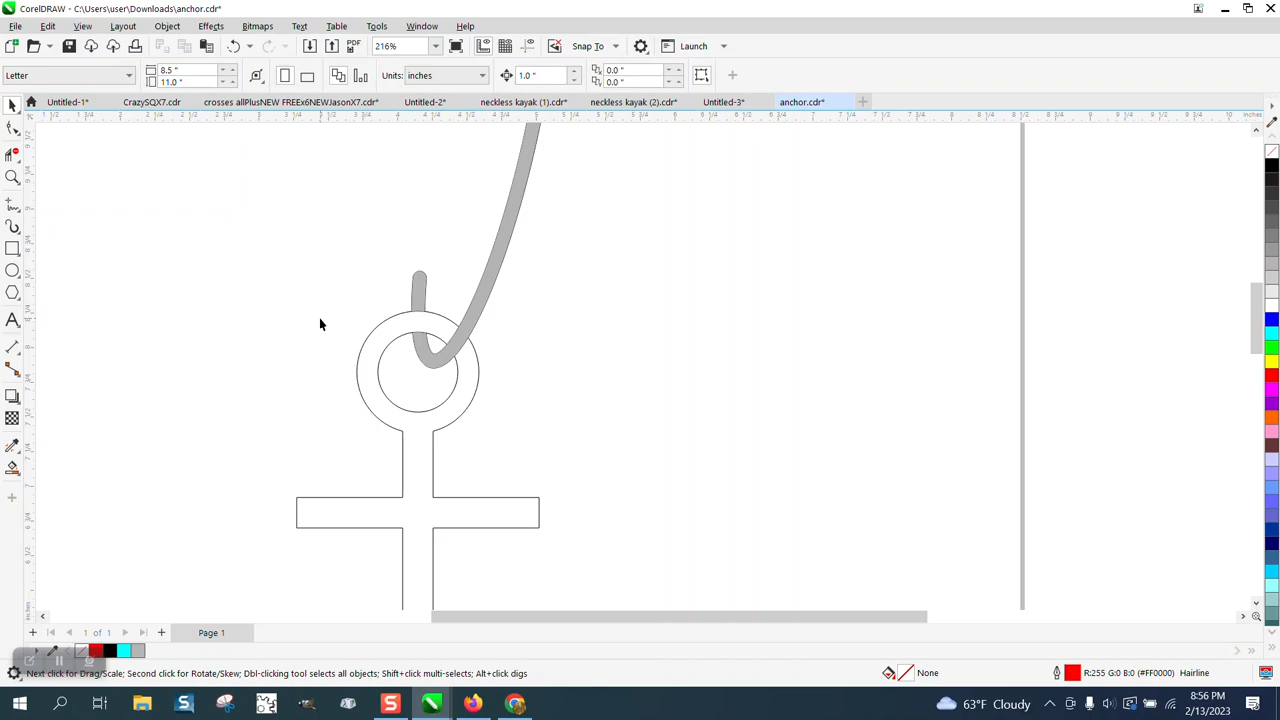 CorelDRAW - C:\Users\user\Downloads\anchor.cdr*
File Edit View Layout Object Effects Bitmaps Text Table Tools Window Help
PDF 216% Snap To Launch
Letter 8.5 " 11.0 " Units: inches 1.0 " 0.0 " 0.0 "
Untitled-1* CrazySQX7.cdr crosses allPlusNEW FREEx6NEWJasonX7.cdr* Untitled-2* neckless kayak (1).cdr* neckless kayak (2).cdr* Untitled-3* anchor.cdr*
inches
1 of 1 Page 1
Next click for Drag/Scale; Second click for Rotate/Skew; Dbl-clicking tool selects all objects; Shift+click multi-selects; Alt+click digs None R:255 G:0 B:0 (#FF0000) Hairline
63°F Cloudy 8:56 PM
2/13/2023